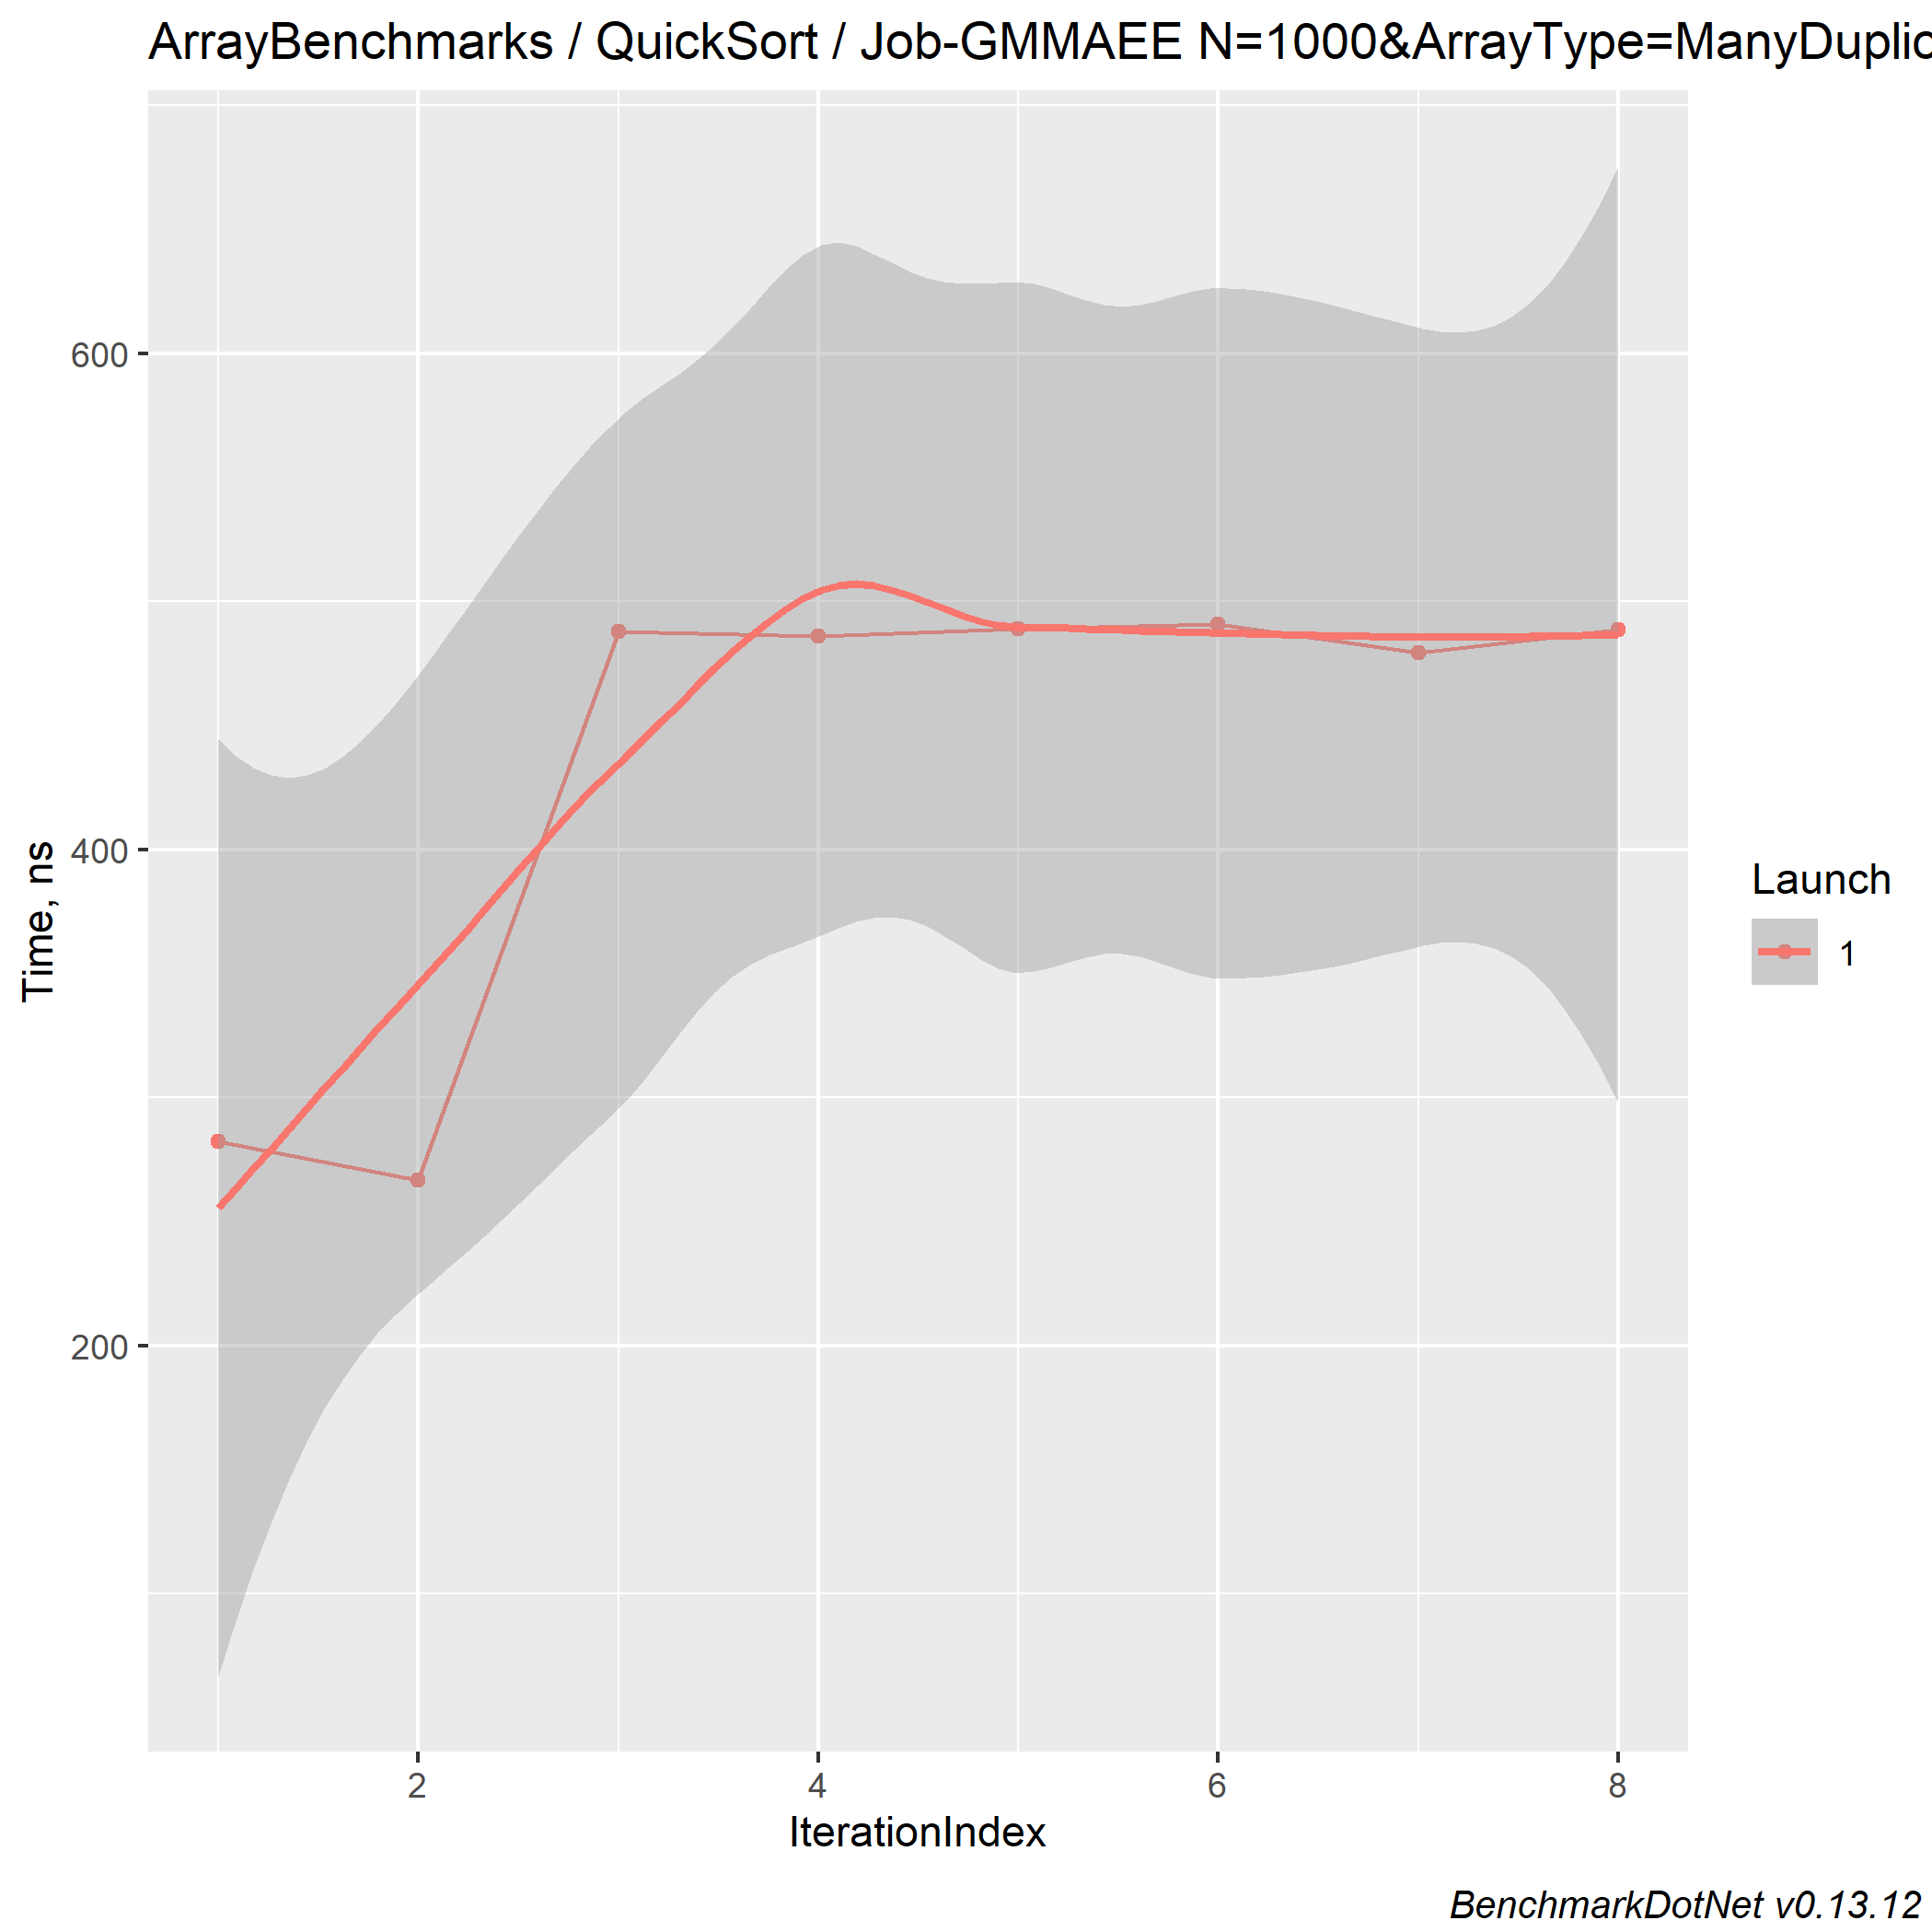 ArrayBenchmarks / QuickSort / Job-GMMAEE N=1000&ArrayType=ManyDuplic
Time, ns
600
400
200
2 4 6 8
IterationIndex
Launch
1
BenchmarkDotNet v0.13.12